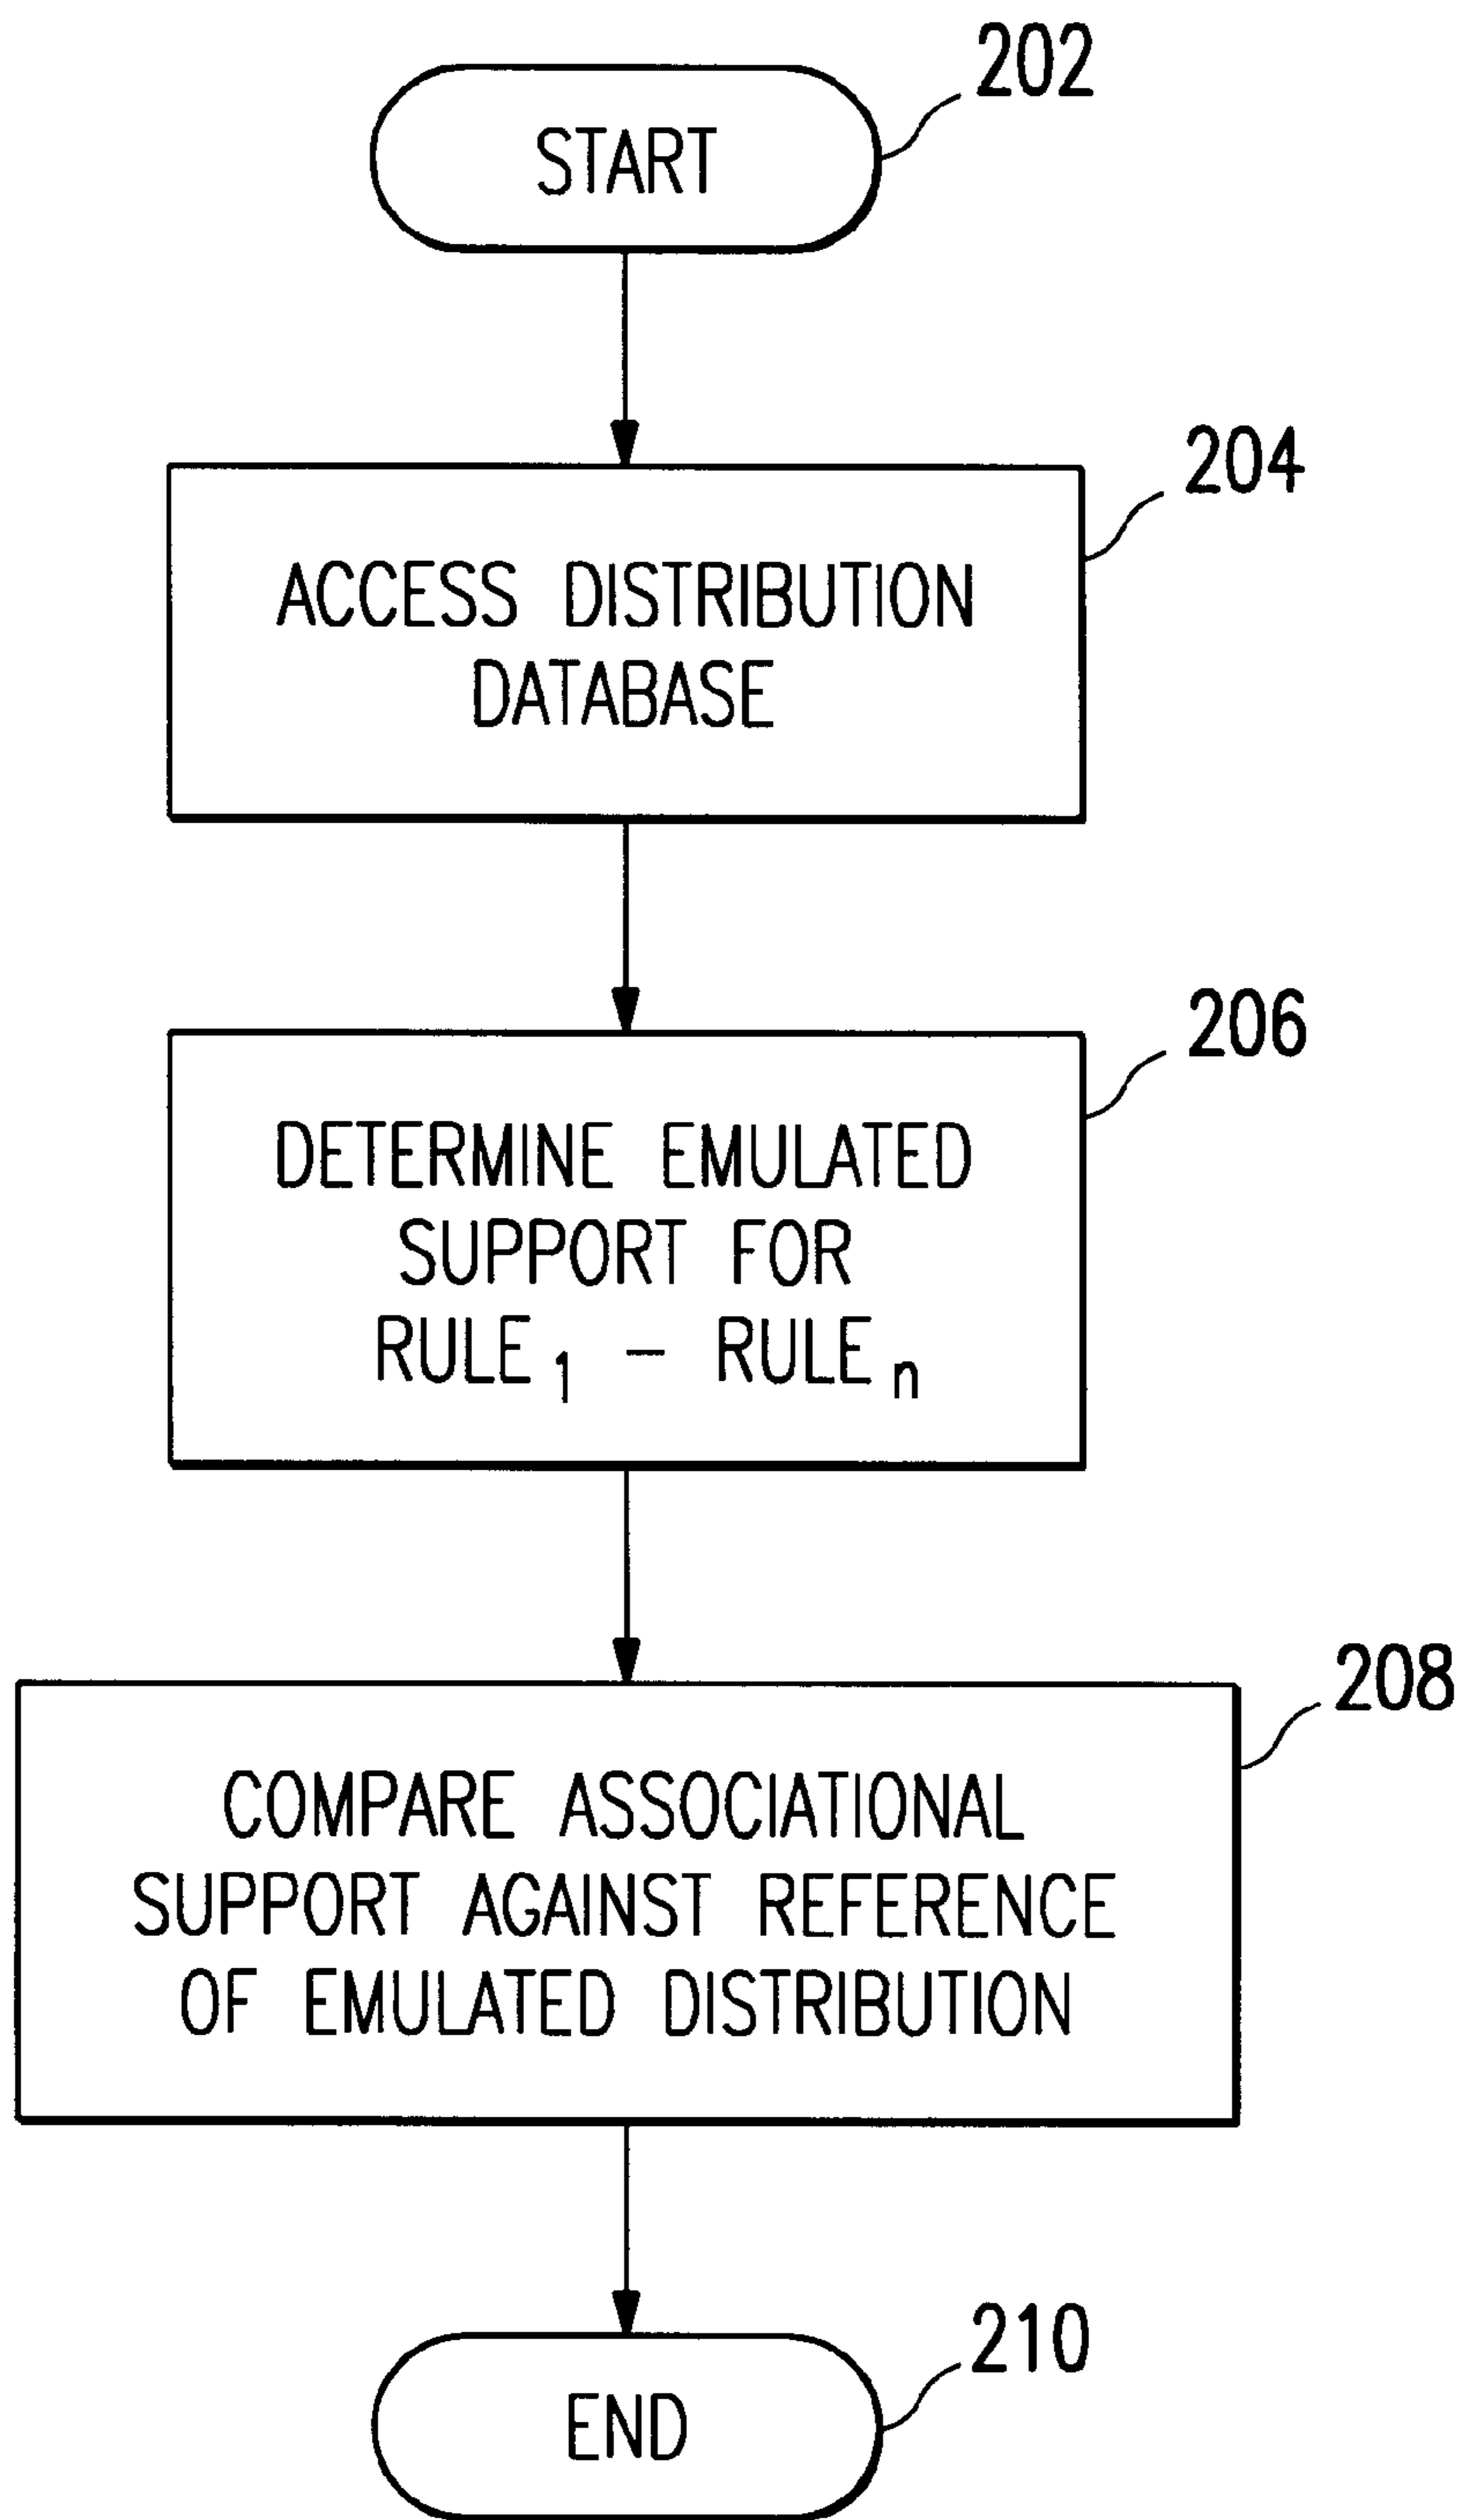 202
START
204
ACCESS DISTRIBUTION
DATABASE
206
DETERMINE EMULATED
SUPPORT FOR
RULE₁ – RULEₙ
208
COMPARE ASSOCIATIONAL
SUPPORT AGAINST REFERENCE
OF EMULATED DISTRIBUTION
210
END